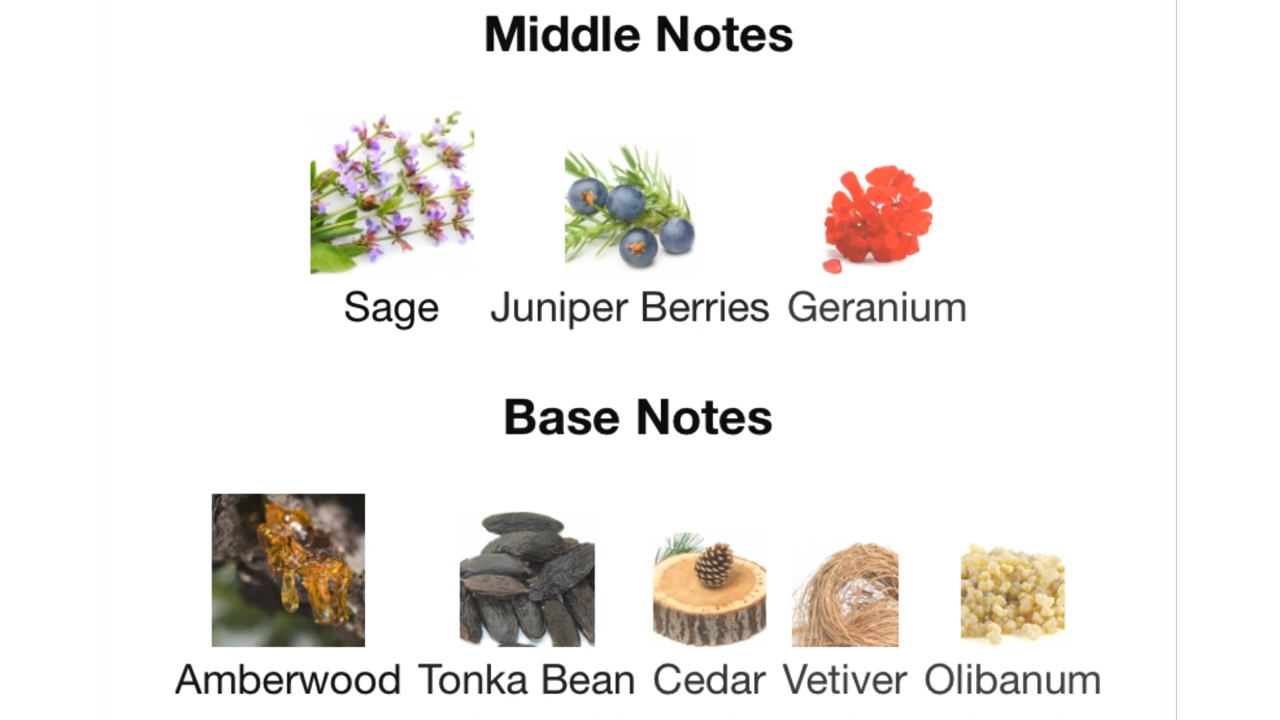 Middle Notes
Sage Juniper Berries Geranium
Base Notes
Amberwood Tonka Bean Cedar Vetiver Olibanum